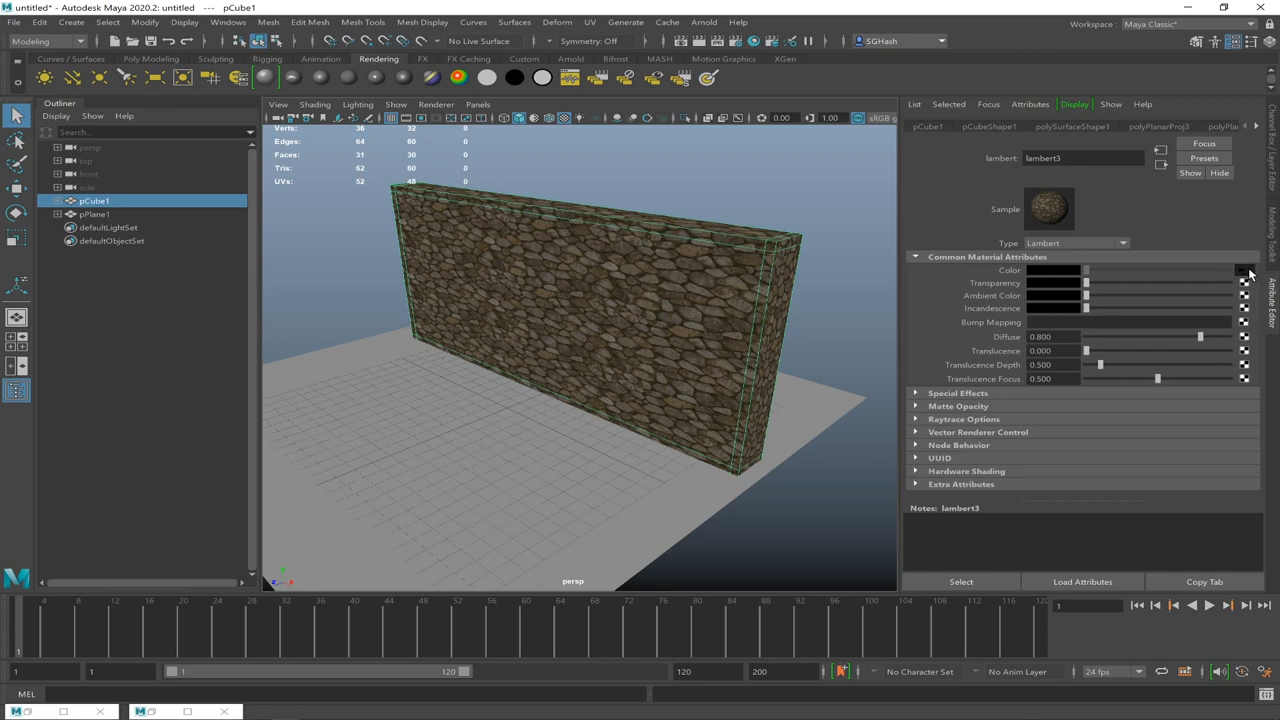 untitled* - Autodesk Maya 2020.2: untitled --- pCube1
File Edit Create Select Modify Display Windows Mesh Edit Mesh Mesh Tools Mesh Display Curves Surfaces Deform UV Generate Cache Arnold Help
Workspace : Maya Classic*
Modeling No Live Surface Symmetry: Off SGHash
Curves / Surfaces Poly Modeling Sculpting Rigging Animation Rendering FX FX Caching Custom Arnold Bifrost MASH Motion Graphics XGen
Outliner
Display Show Help
Search...
persp
top
front
side
pCube1
pPlane1
defaultLightSet
defaultObjectSet
View Shading Lighting Show Renderer Panels
0.00 1.00 sRGB g
Verts: 36 32 0
Edges: 64 60 0
Faces: 31 30 0
Tris: 62 60 0
UVs: 52 48 0
persp
List Selected Focus Attributes Display Show Help
pCube1 pCubeShape1 polySurfaceShape1 polyPlanarProj3 polyPlan
lambert: lambert3
Focus
Presets
Show Hide
Sample
Type Lambert
Common Material Attributes
Color
Transparency
Ambient Color
Incandescence
Bump Mapping
Diffuse 0.800
Translucence 0.000
Translucence Depth 0.500
Translucence Focus 0.500
Special Effects
Matte Opacity
Raytrace Options
Vector Renderer Control
Node Behavior
UUID
Hardware Shading
Extra Attributes
Notes: lambert3
Select Load Attributes Copy Tab
Channel Box / Layer Editor
Modeling Toolkit
Attribute Editor
4 8 12 16 20 24 28 32 36 40 44 48 52 56 60 64 68 72 76 80 84 88 92 96 100 104 108 112 116 120
1
1
1 1 1 120 120 200 No Character Set No Anim Layer 24 fps
MEL